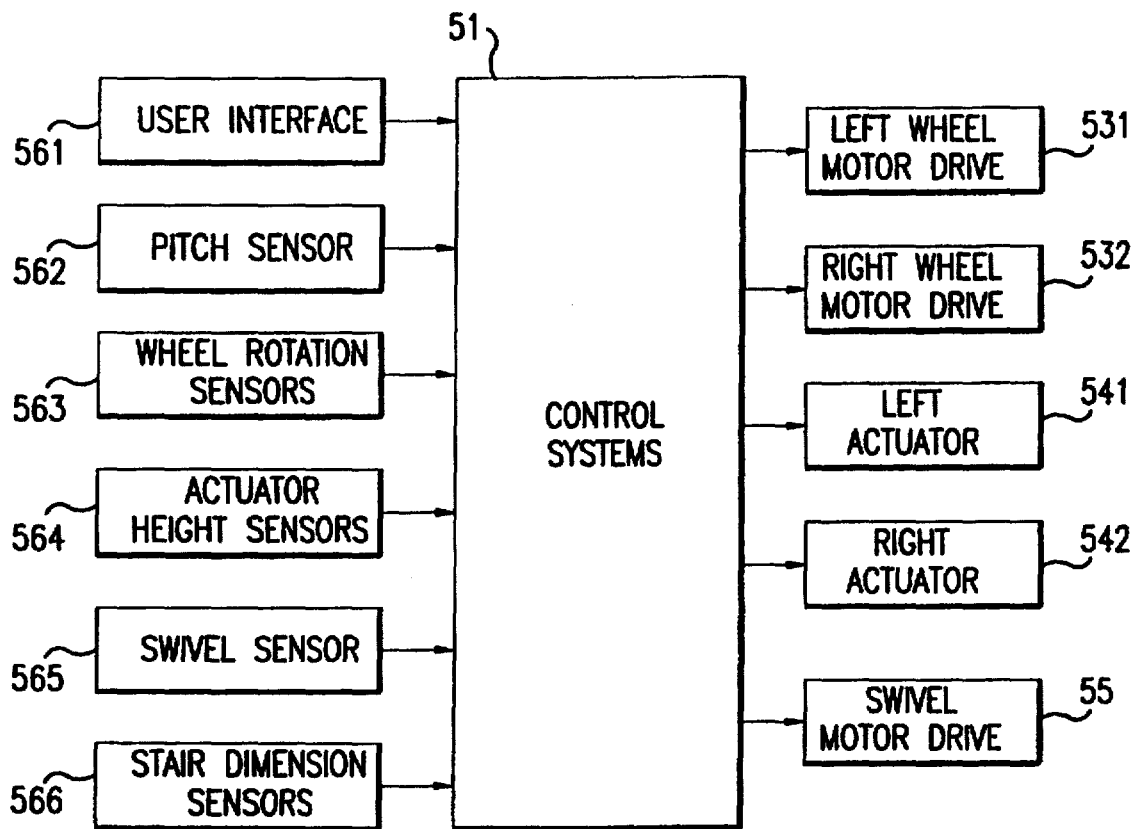 51
USER INTERFACE
561
PITCH SENSOR
562
WHEEL ROTATION
SENSORS
563
ACTUATOR
HEIGHT SENSORS
564
SWIVEL SENSOR
565
STAIR DIMENSION
SENSORS
566
CONTROL
SYSTEMS
LEFT WHEEL
MOTOR DRIVE
531
RIGHT WHEEL
MOTOR DRIVE
532
LEFT
ACTUATOR
541
RIGHT
ACTUATOR
542
SWIVEL
MOTOR DRIVE
55